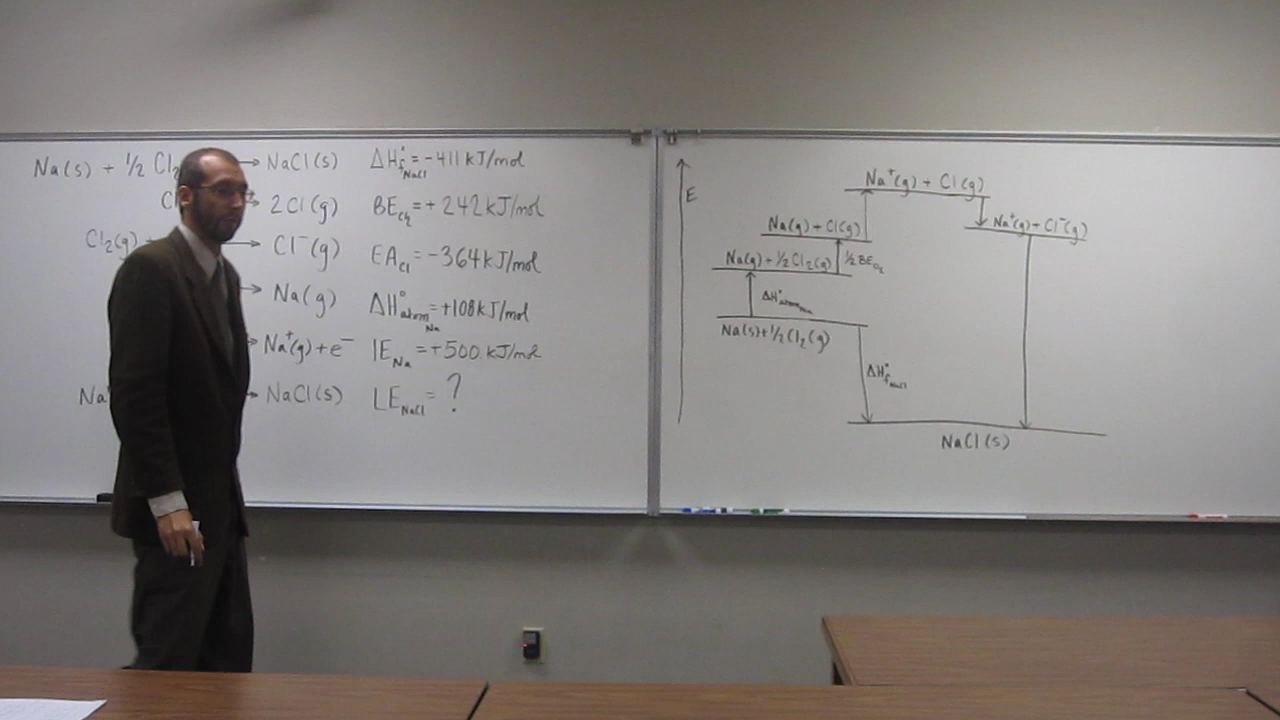 Na(s) + ½ Cl₂ → NaCl(s) ΔH°f NaCl = -411 kJ/mol
Cl → 2Cl(g) BE Cl₂ = +242 kJ/mol
Cl₂(g) + → Cl⁻(g) EA Cl = -364 kJ/mol
→ Na(g) ΔH°atom Na = +108 kJ/mol
→ Na⁺(g) + e⁻ IE Na = +500 kJ/mol
Na⁺ → NaCl(s) LE NaCl = ?
E
Na⁺(g) + Cl(g)
Na(g) + Cl(g)
Na⁺(g) + Cl⁻(g)
Na(g) + ½ Cl₂(g)
½ BE Cl₂
ΔH°atom Na
Na(s) + ½ Cl₂(g)
ΔH°f NaCl
NaCl(s)